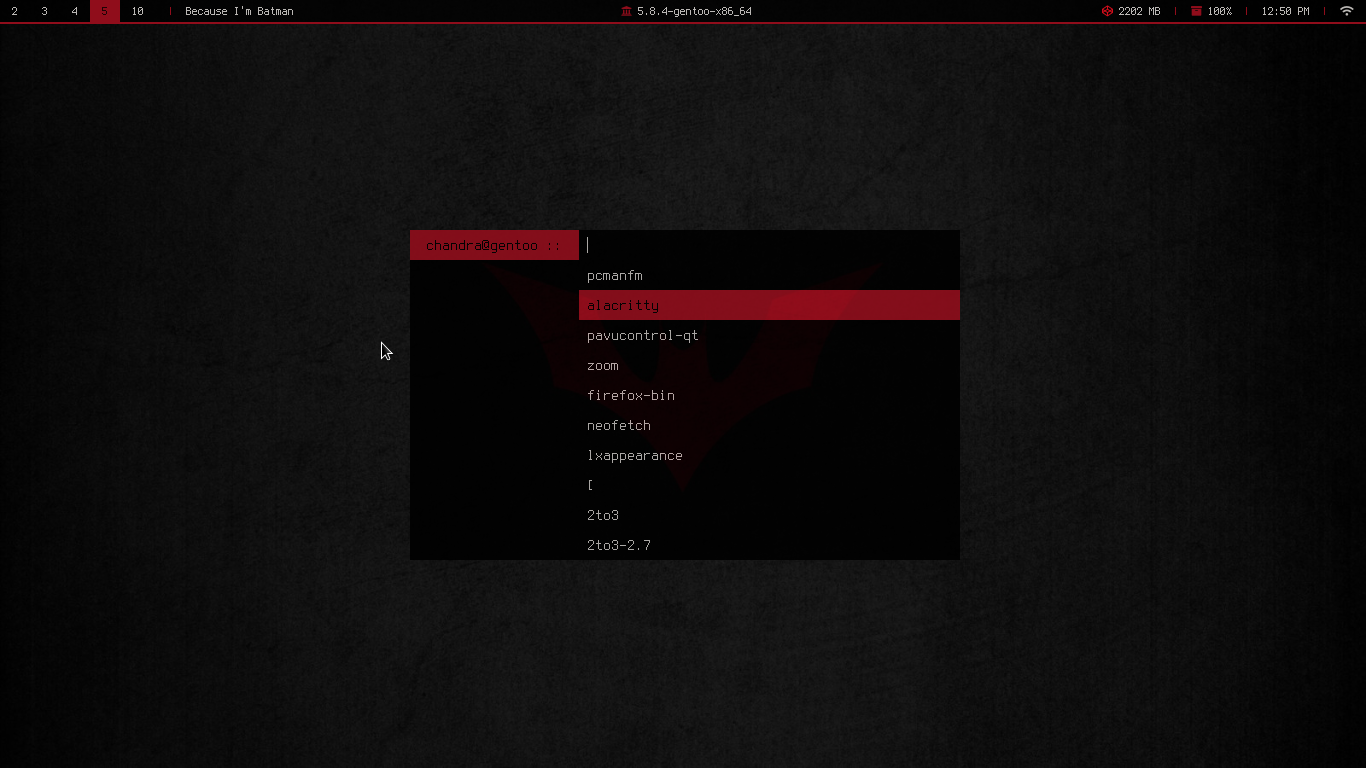 2 3 4 5 10 | Because I'm Batman 5.8.4-gentoo-x86_64 2202 MB | 100% | 12:50 PM |
chandra@gentoo ::
pcmanfm
alacritty
pavucontrol-qt
zoom
firefox-bin
neofetch
lxappearance
[
2to3
2to3-2.7